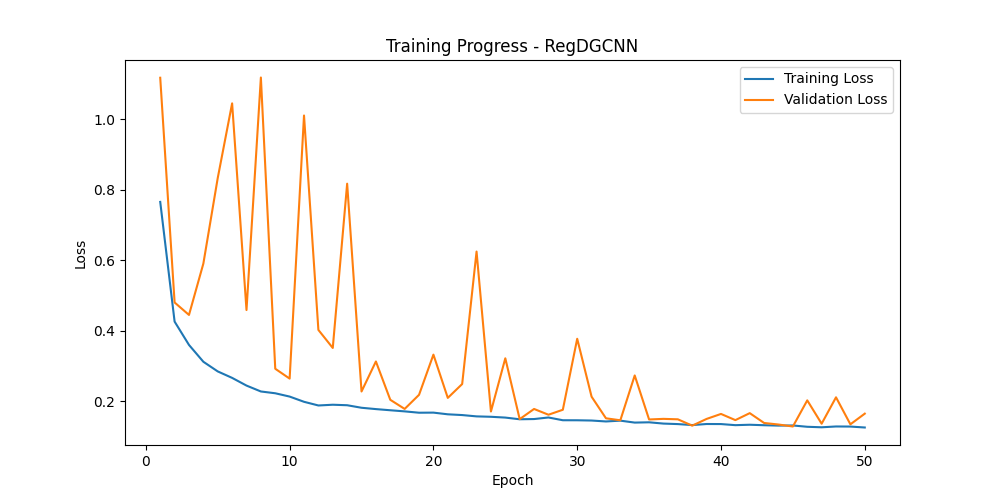 Training Progress - RegDGCNN
Training Loss
Validation Loss
1.0
0.8
0.6
0.4
0.2
Loss
0 10 20 30 40 50
Epoch